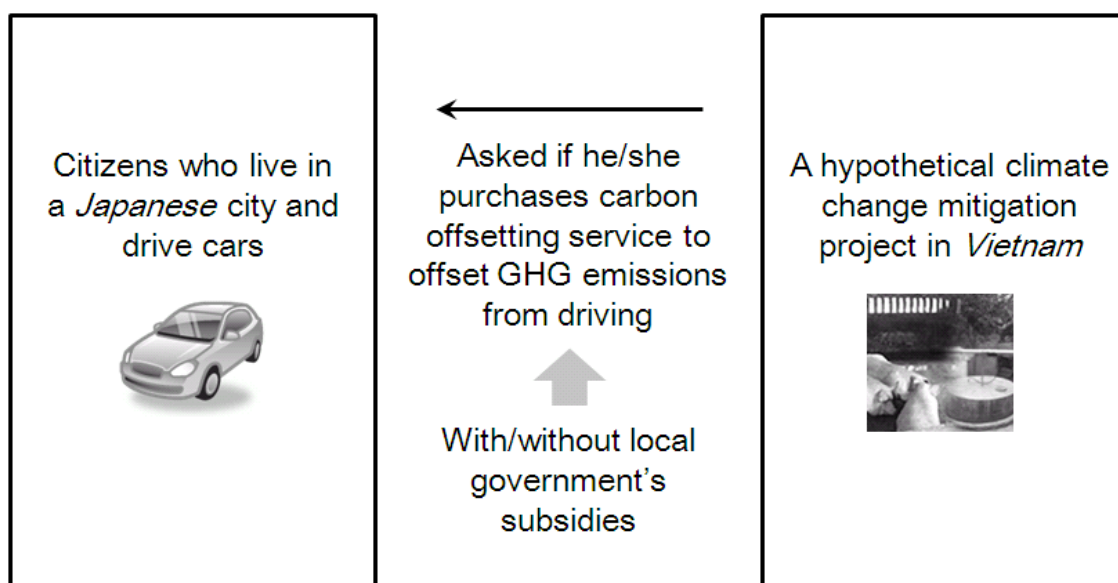 Citizens who live in
a Japanese city and
drive cars
Asked if he/she
purchases carbon
offsetting service to
offset GHG emissions
from driving
With/without local
government’s
subsidies
A hypothetical climate
change mitigation
project in Vietnam